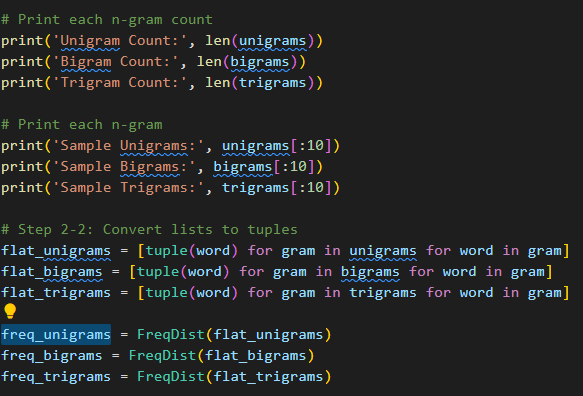 # Print each n-gram count
print('Unigram Count:', len(unigrams))
print('Bigram Count:', len(bigrams))
print('Trigram Count:', len(trigrams))
# Print each n-gram
print('Sample Unigrams:', unigrams[:10])
print('Sample Bigrams:', bigrams[:10])
print('Sample Trigrams:', trigrams[:10])
# Step 2-2: Convert lists to tuples
flat_unigrams = [tuple(word) for gram in unigrams for word in gram]
flat_bigrams = [tuple(word) for gram in bigrams for word in gram]
flat_trigrams = [tuple(word) for gram in trigrams for word in gram]
freq_unigrams = FreqDist(flat_unigrams)
freq_bigrams = FreqDist(flat_bigrams)
freq_trigrams = FreqDist(flat_trigrams)